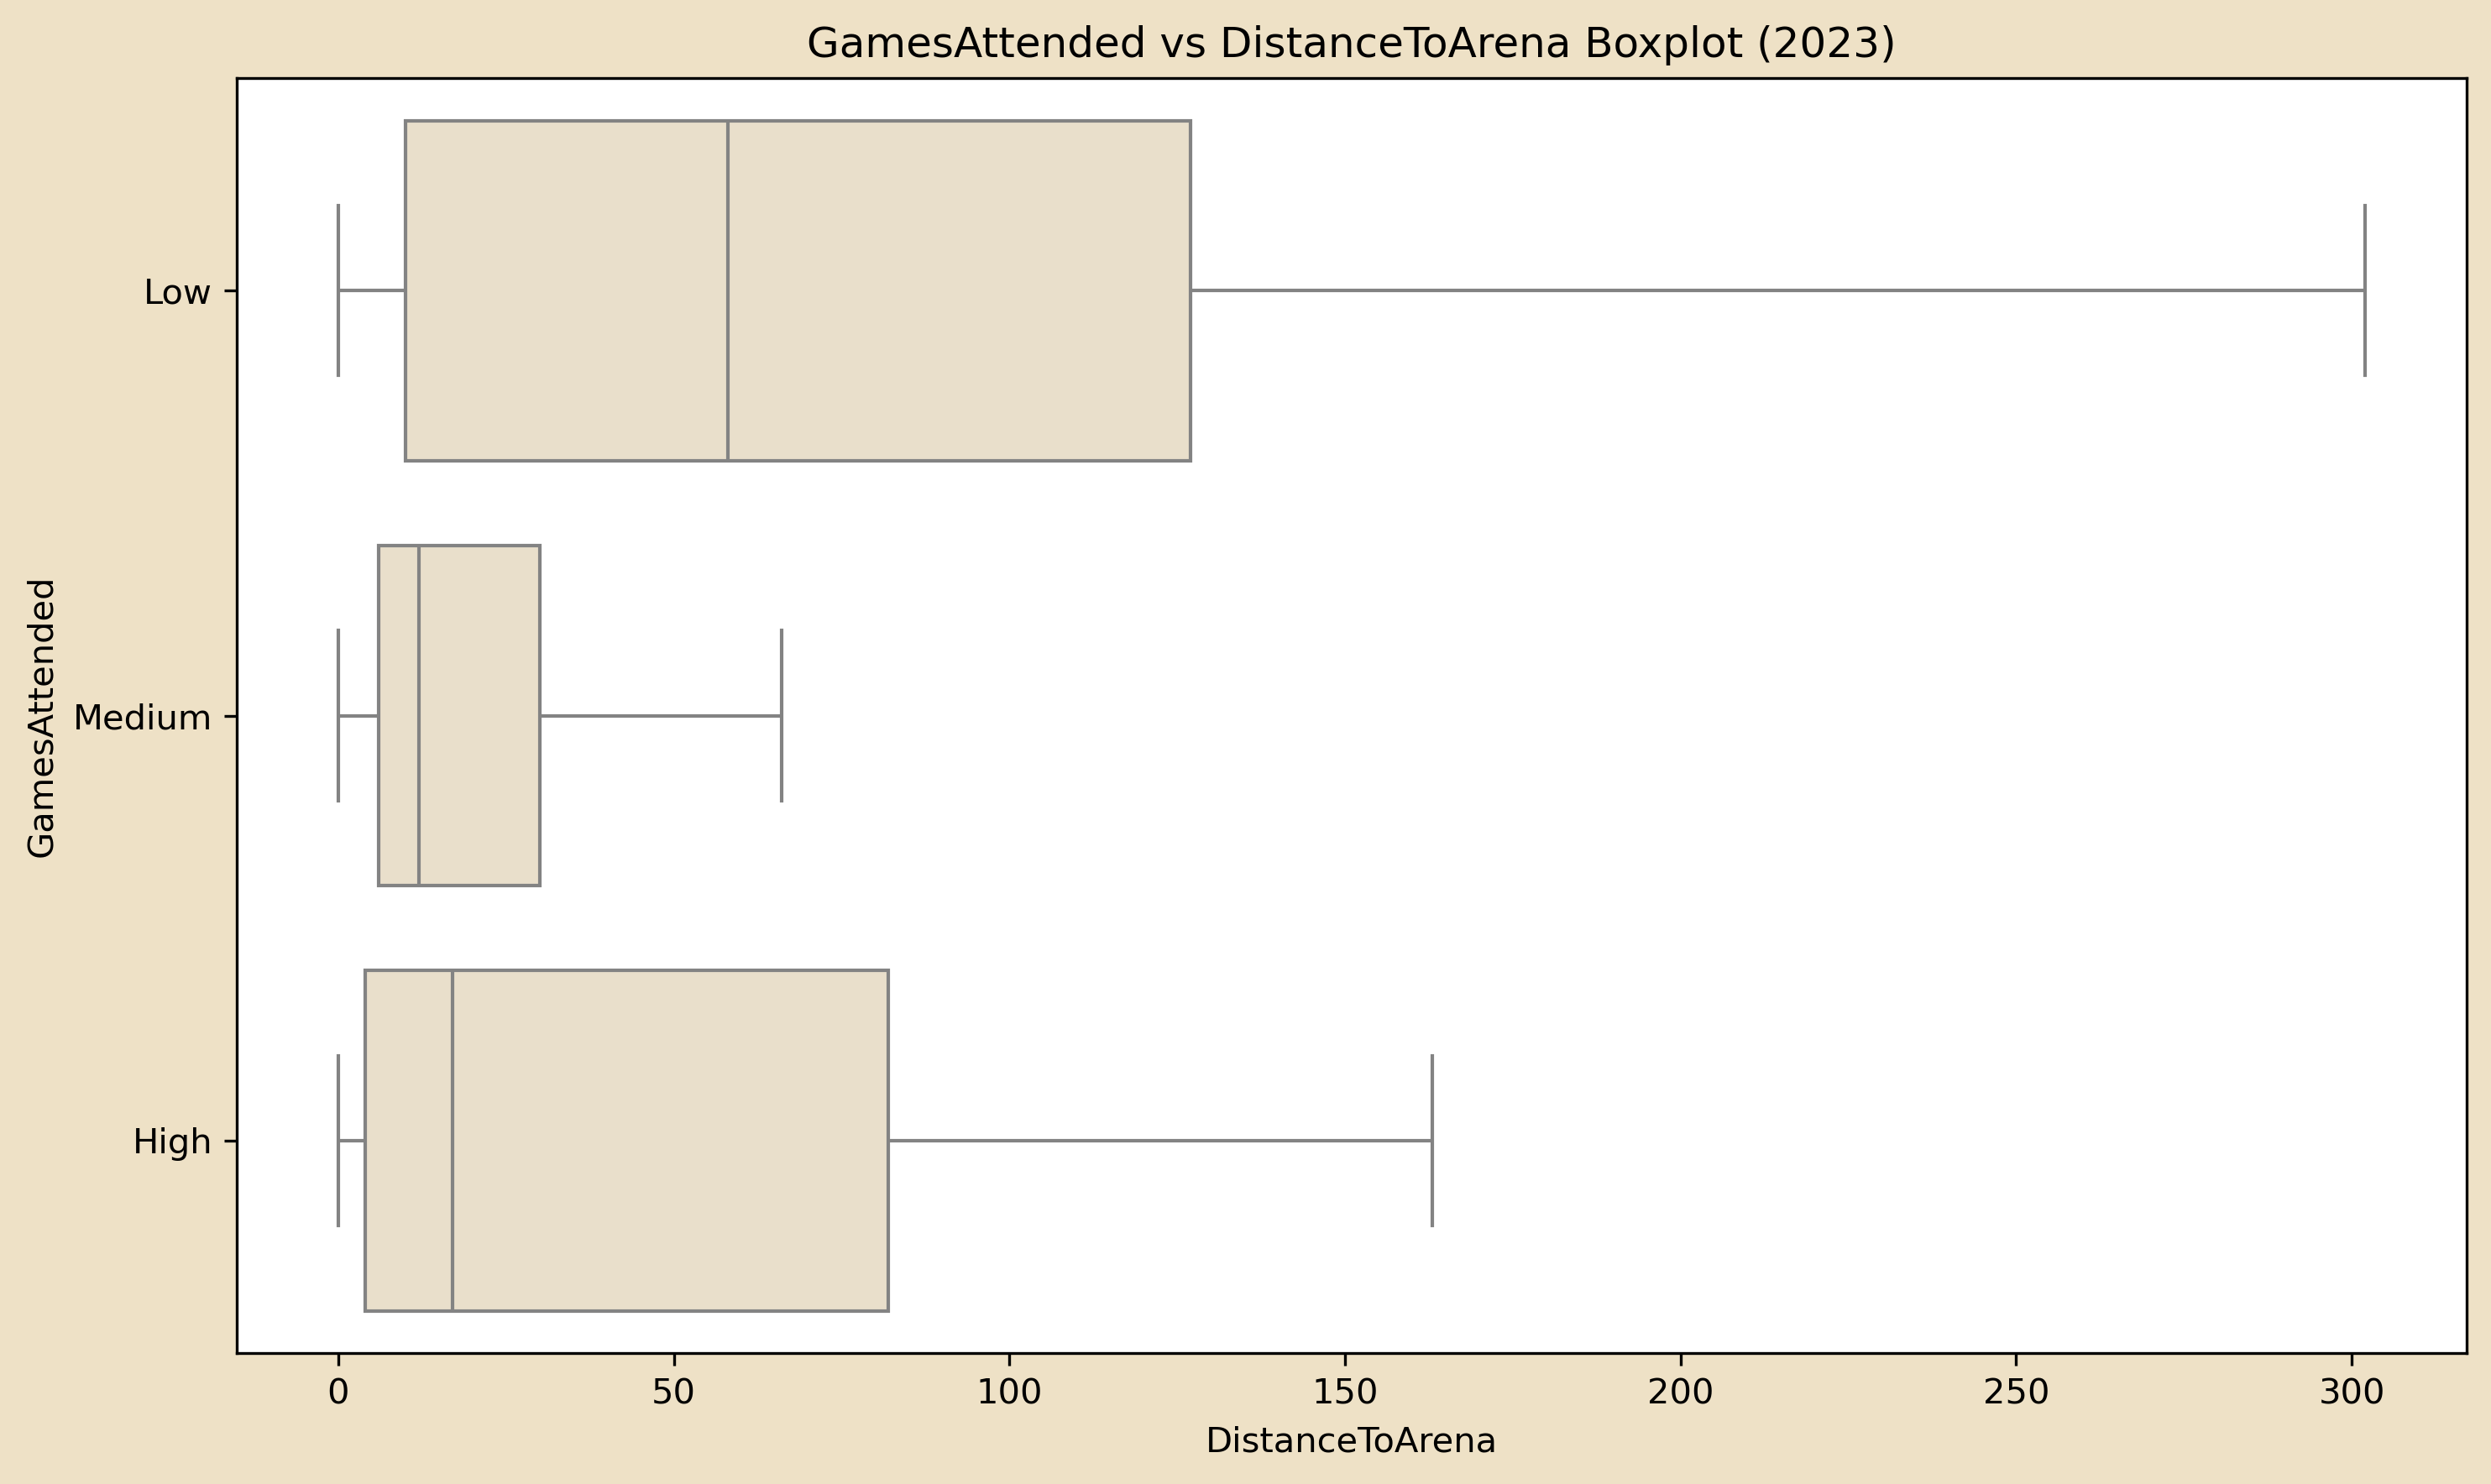 GamesAttended vs DistanceToArena Boxplot (2023)
GamesAttended
Low
Medium
High
0 50 100 150 200 250 300
DistanceToArena